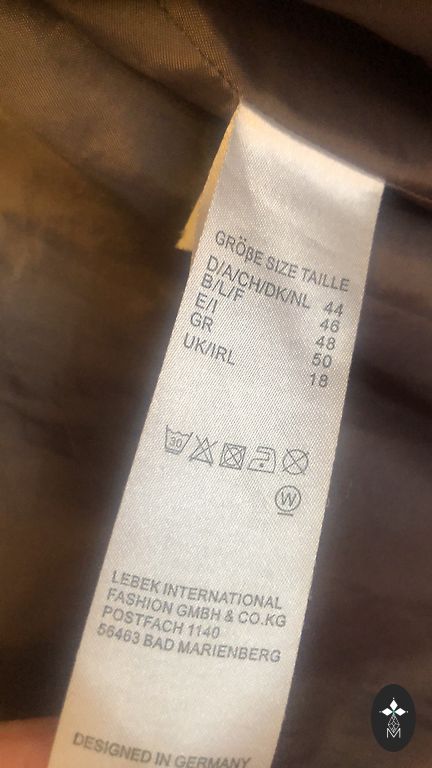 GRÖßE SIZE TAILLE
D/A/CH/DK/NL 44
B/L/F 46
E/I 48
GR 50
UK/IRL 18
30
W
LEBEK INTERNATIONAL
FASHION GMBH & CO.KG
POSTFACH 1140
56463 BAD MARIENBERG
DESIGNED IN GERMANY
M